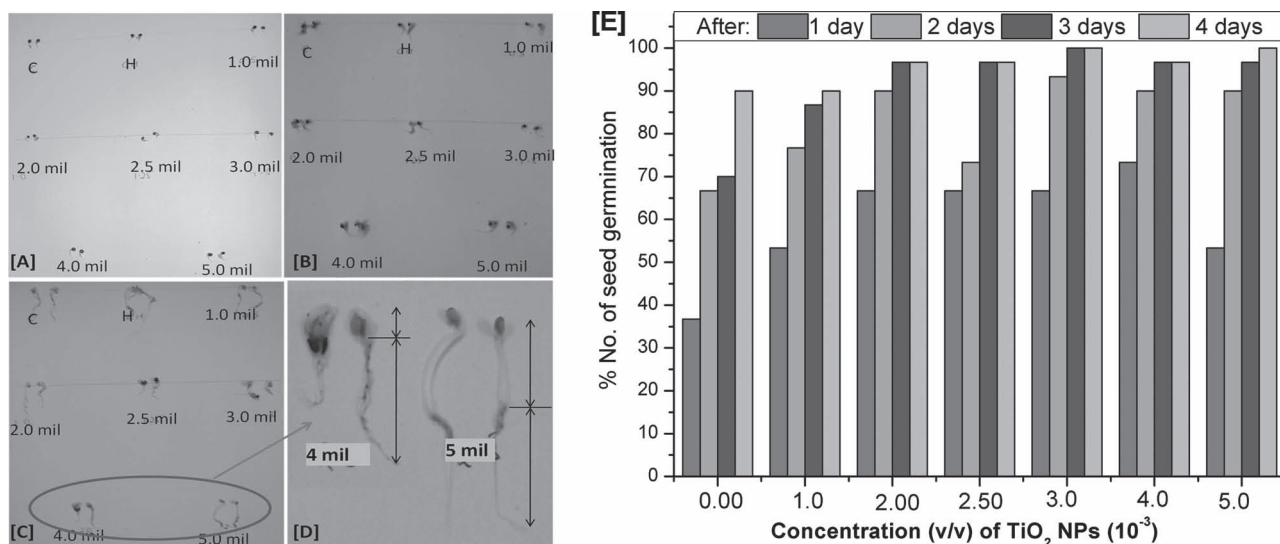 C
H
1.0 mil
2.0 mil
2.5 mil
3.0 mil
[A]
4.0 mil
5.0 mil
C
H
1.0 mil
2.0 mil
2.5 mil
3.0 mil
[B]
4.0 mil
5.0 mil
C
H
1.0 mil
2.0 mil
2.5 mil
3.0 mil
[C]
4.0 mil
5.0 mil
4 mil
5 mil
[D]
[E]
After: 1 day 2 days 3 days 4 days
% No. of seed germnination
100
90
80
70
60
50
40
30
20
10
0
0.00 1.0 2.00 2.50 3.0 4.0 5.0
Concentration (v/v) of TiO₂ NPs (10⁻³)